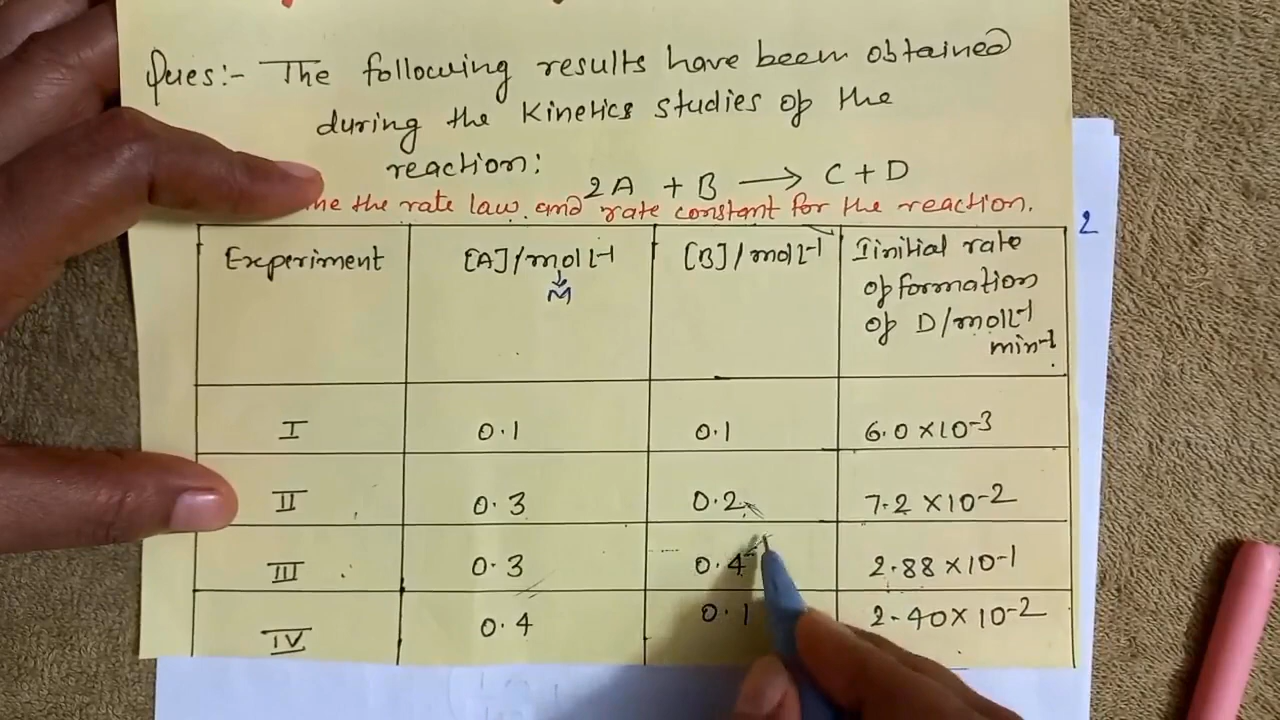 Ques:- The following results have been obtained
during the Kinetics studies of the
reaction:
2A + B → C + D
the rate law and rate constant for the reaction.
2
Experiment [A]/mol L-1 [B]/mol L-1 Iinitial rate
M of formation
of D/mol L-1
min-1
I 0.1 0.1 6.0 × 10-3
II 0.3 0.2 7.2 × 10-2
III 0.3 0.4 2.88 × 10-1
IV 0.4 0.1 2.40 × 10-2